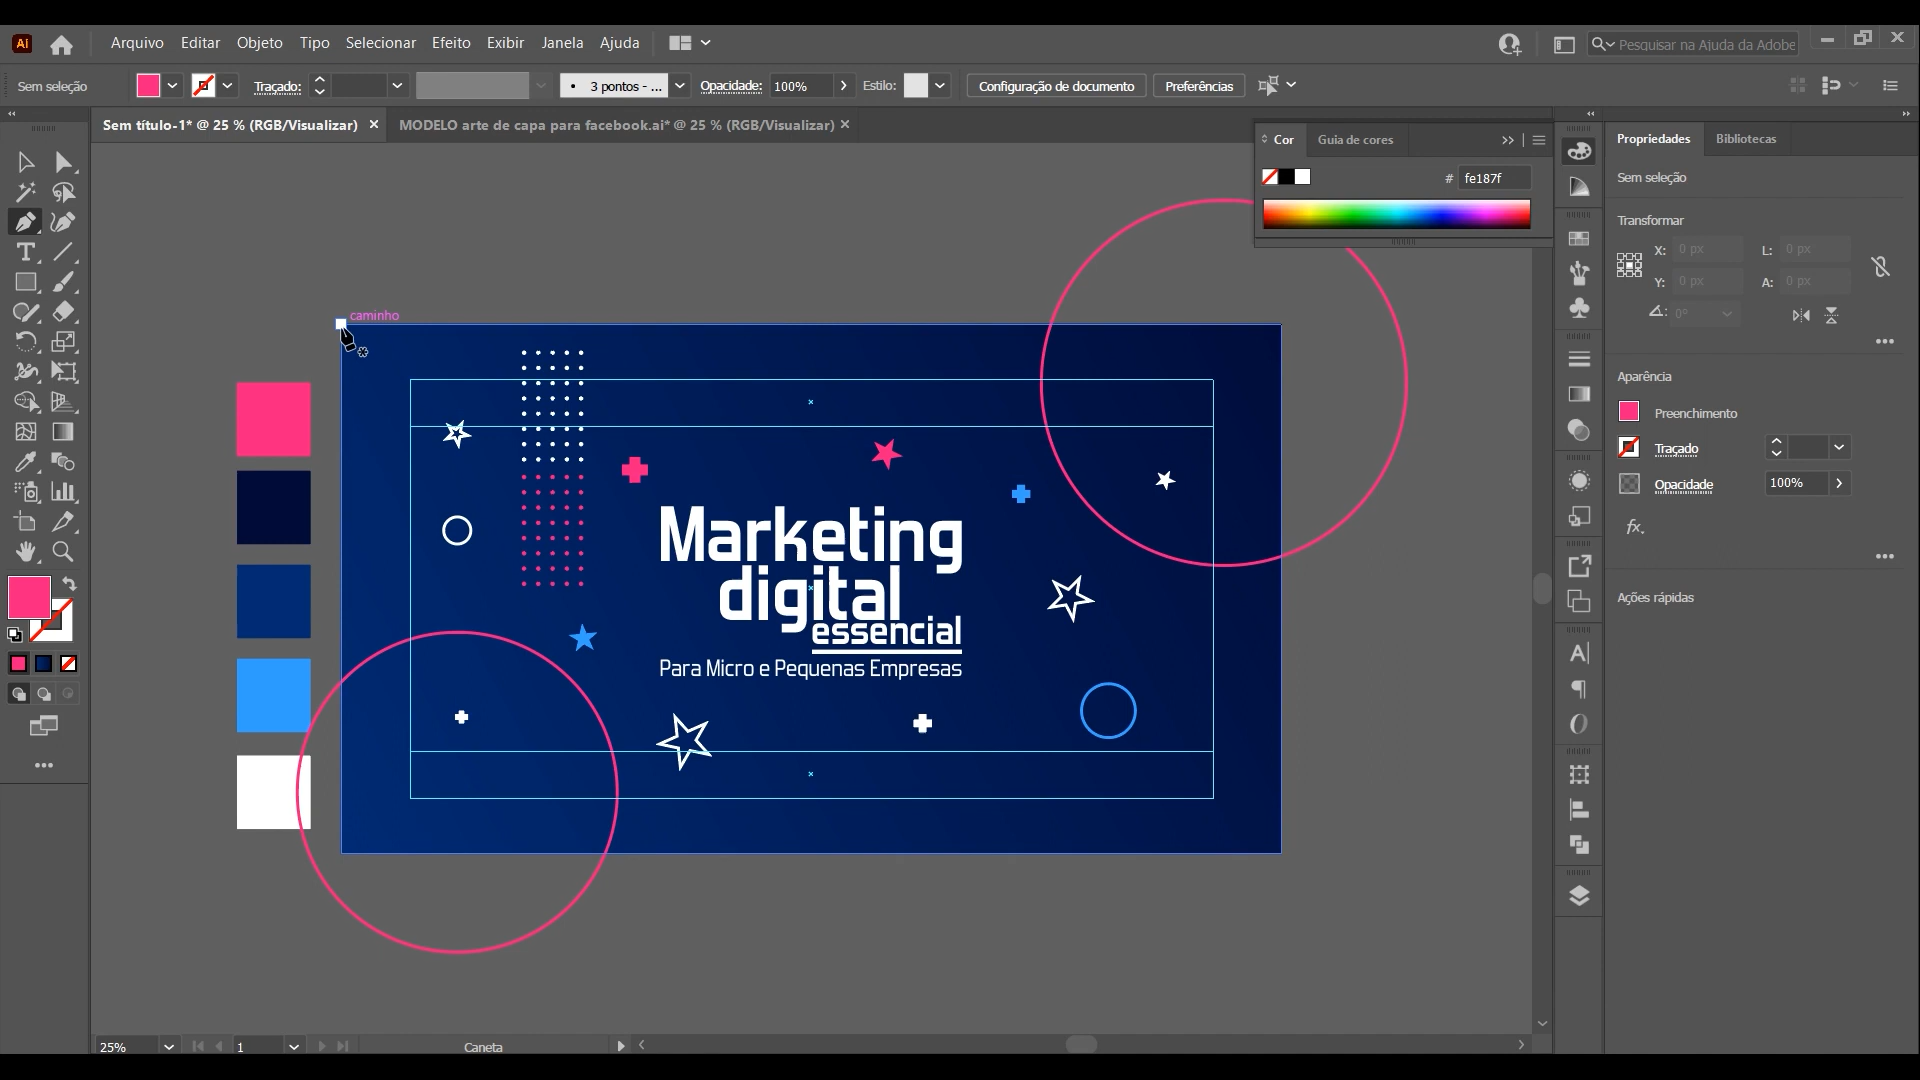 Ai
Arquivo Editar Objeto Tipo Selecionar Efeito Exibir Janela Ajuda
Pesquisar na Ajuda da Adobe
Sem seleção
Traçado:
3 pontos - ...
Opacidade: 100%
Estilo:
Configuração de documento
Preferências
Sem título-1* @ 25 % (RGB/Visualizar)
MODELO arte de capa para facebook.ai* @ 25 % (RGB/Visualizar)
Cor
Guia de cores
# fe187f
Propriedades
Bibliotecas
Sem seleção
Transformar
X: 0 px L: 0 px
Y: 0 px A: 0 px
0°
Aparência
Preenchimento
Traçado
Opacidade 100%
fx.
Ações rápidas
caminho
Marketing
digital
essencial
Para Micro e Pequenas Empresas
25%
1
Caneta